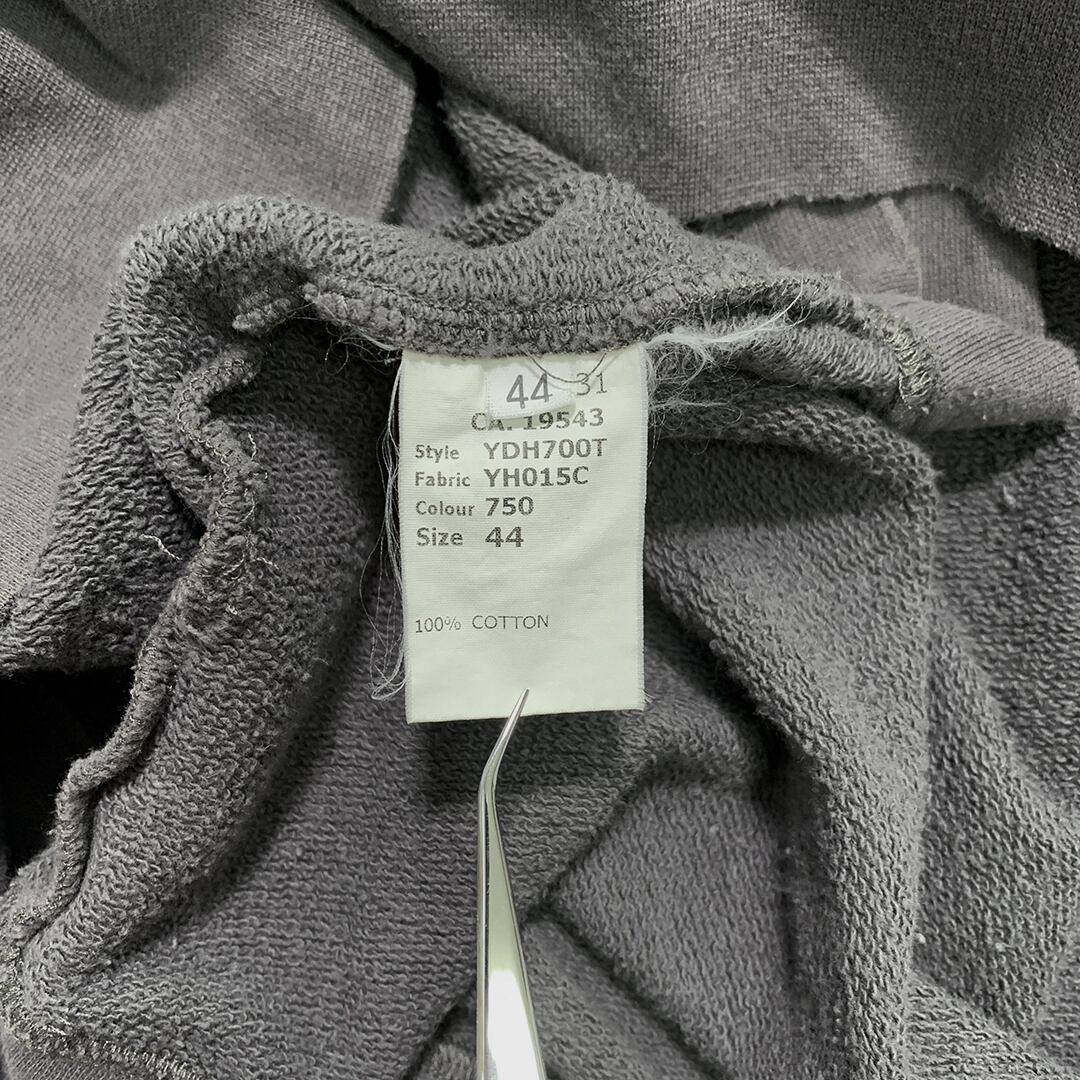 44 31
CA. 19543
Style YDH700T
Fabric YH015C
Colour 750
Size 44
100% COTTON